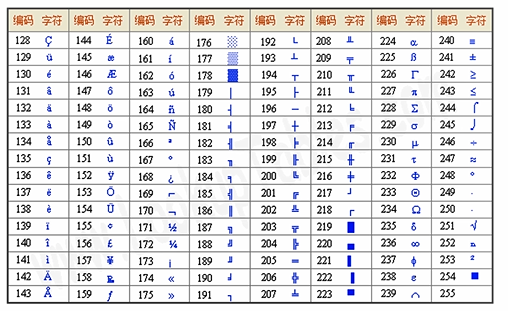 编码 字符 编码 字符 编码 字符 编码 字符 编码 字符 编码 字符 编码 字符 编码 字符
128 Ç 144 É 160 á 176 ░ 192 └ 208 ╨ 224 α 240 ≡
129 ü 145 æ 161 í 177 ▒ 193 ┴ 209 ╤ 225 ß 241 ±
130 é 146 Æ 162 ó 178 ▓ 194 ┬ 210 ╥ 226 Γ 242 ≥
131 â 147 ô 163 ú 179 │ 195 ├ 211 ╙ 227 π 243 ≤
132 ä 148 ö 164 ñ 180 ┤ 196 ─ 212 ╘ 228 Σ 244 ⌠
133 à 149 ò 165 Ñ 181 ╡ 197 ┼ 213 ╒ 229 σ 245 ⌡
134 å 150 û 166 ª 182 ╢ 198 ╞ 214 ╓ 230 µ 246 ÷
135 ç 151 ù 167 º 183 ╖ 199 ╟ 215 ╫ 231 τ 247 ≈
136 ê 152 ÿ 168 ¿ 184 ╕ 200 ╚ 216 ╪ 232 Φ 248 °
137 ë 153 Ö 169 ⌐ 185 ╣ 201 ╔ 217 ┘ 233 Θ 249 ∙
138 è 154 Ü 170 ¬ 186 ║ 202 ╩ 218 ┌ 234 Ω 250 ·
139 ï 155 ¢ 171 ½ 187 ╗ 203 ╦ 219 █ 235 δ 251 √
140 î 156 £ 172 ¼ 188 ╝ 204 ╠ 220 ▄ 236 ∞ 252 ⁿ
141 ì 157 ¥ 173 ¡ 189 ╜ 205 ═ 221 ▌ 237 φ 253 ²
142 Ä 158 ₧ 174 « 190 ╛ 206 ╬ 222 ▐ 238 ε 254 ■
143 Å 159 ƒ 175 » 191 ┐ 207 ╧ 223 ▀ 239 ∩ 255